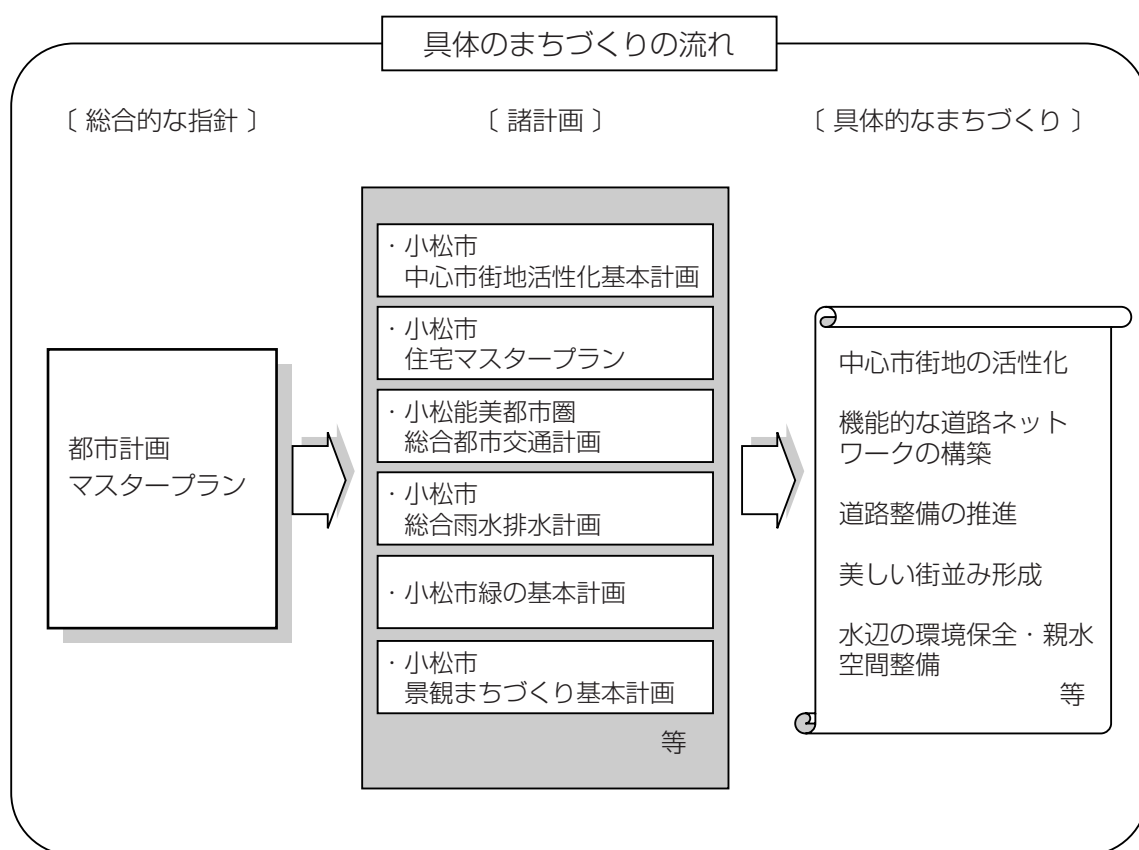 具体のまちづくりの流れ
〔 総合的な指針 〕
〔 諸計画 〕
〔 具体的なまちづくり 〕
都市計画
マスタープラン
・小松市
中心市街地活性化基本計画
・小松市
住宅マスタープラン
・小松能美都市圏
総合都市交通計画
・小松市
総合雨水排水計画
・小松市緑の基本計画
・小松市
景観まちづくり基本計画
等
中心市街地の活性化
機能的な道路ネット
ワークの構築
道路整備の推進
美しい街並み形成
水辺の環境保全・親水
空間整備
等